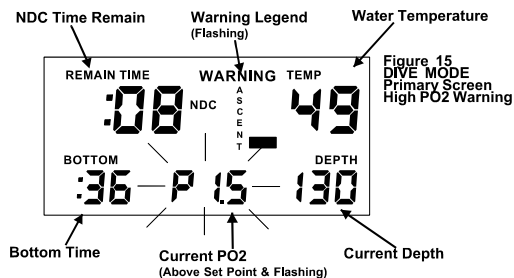 NDC Time Remain
Warning Legend
(Flashing)
Water Temperature
REMAIN TIME
WARNING
TEMP
:08
NDC
ASCENT
49
Figure 15
DIVE MODE
Primary Screen
High PO2 Warning
BOTTOM
DEPTH
:36
P 1.5
130
Bottom Time
Current PO2
(Above Set Point & Flashing)
Current Depth